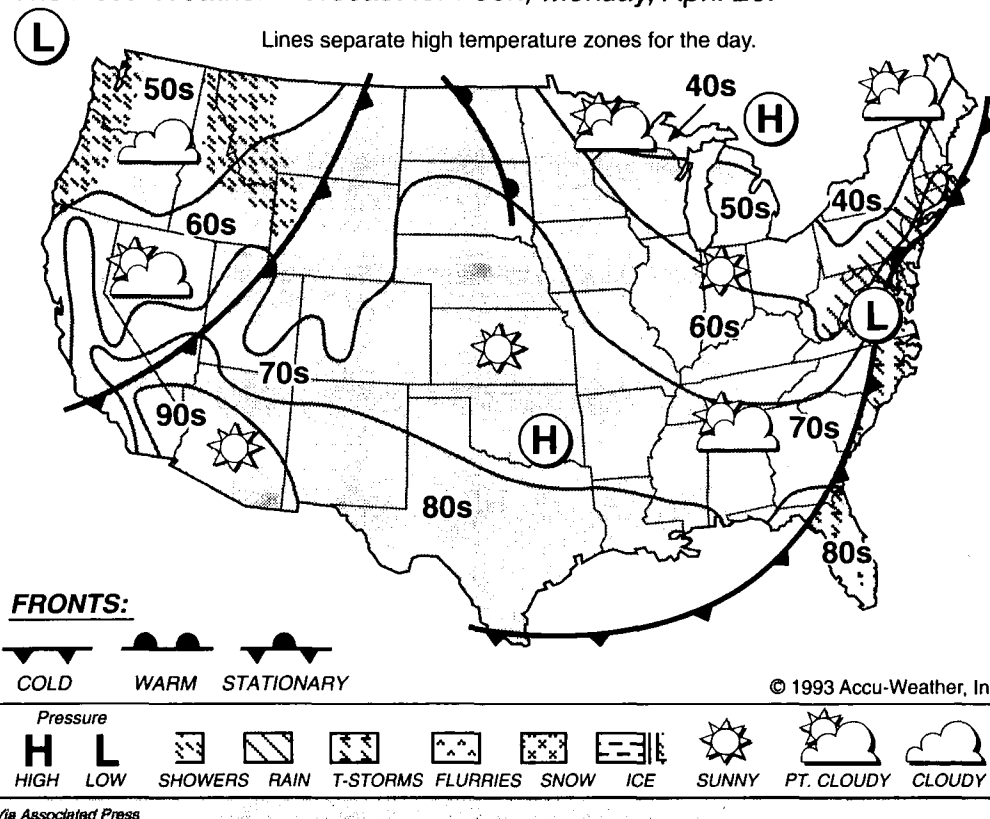 L
Lines separate high temperature zones for the day.
50s
40s
H
60s
50s
40s
60s
L
70s
90s
H
70s
80s
80s
FRONTS:
COLD WARM STATIONARY
© 1993 Accu-Weather, In
Pressure
H L
HIGH LOW SHOWERS RAIN T-STORMS FLURRIES SNOW ICE SUNNY PT. CLOUDY CLOUDY
Via Associated Press